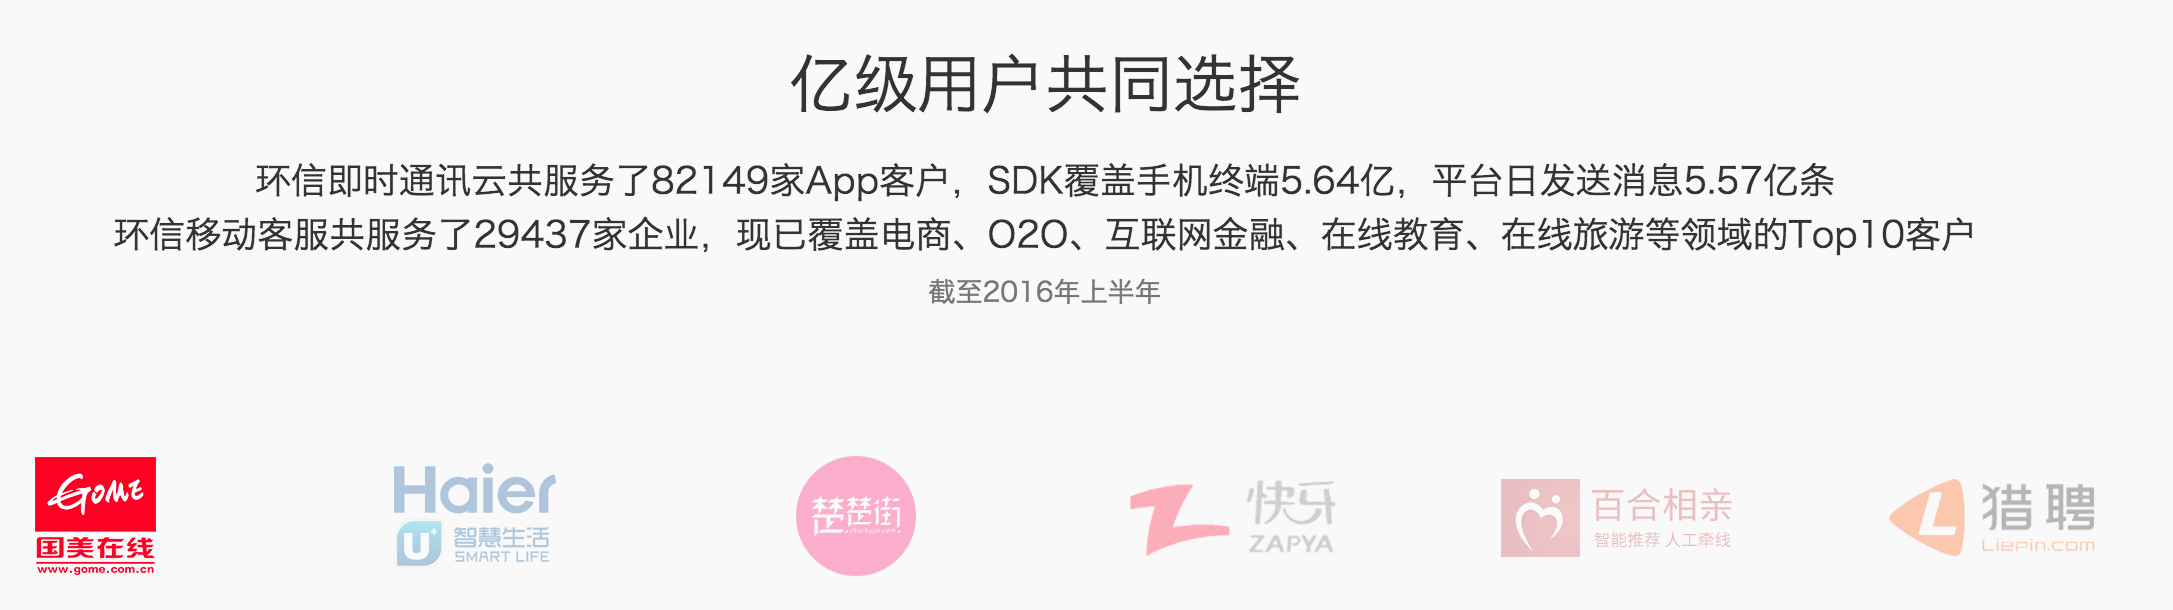 亿级用户共同选择
环信即时通讯云共服务了82149家App客户，SDK覆盖手机终端5.64亿，平台日发送消息5.57亿条
环信移动客服共服务了29437家企业，现已覆盖电商、O2O、互联网金融、在线教育、在线旅游等领域的Top10客户
截至2016年上半年
GOME
国美在线
www.gome.com.cn
Haier
U+
智慧生活
SMART LIFE
楚楚街
chuchujie.com
快牙
ZAPYA
百合相亲
智能推荐 人工牵线
L
猎聘
Liepin.com